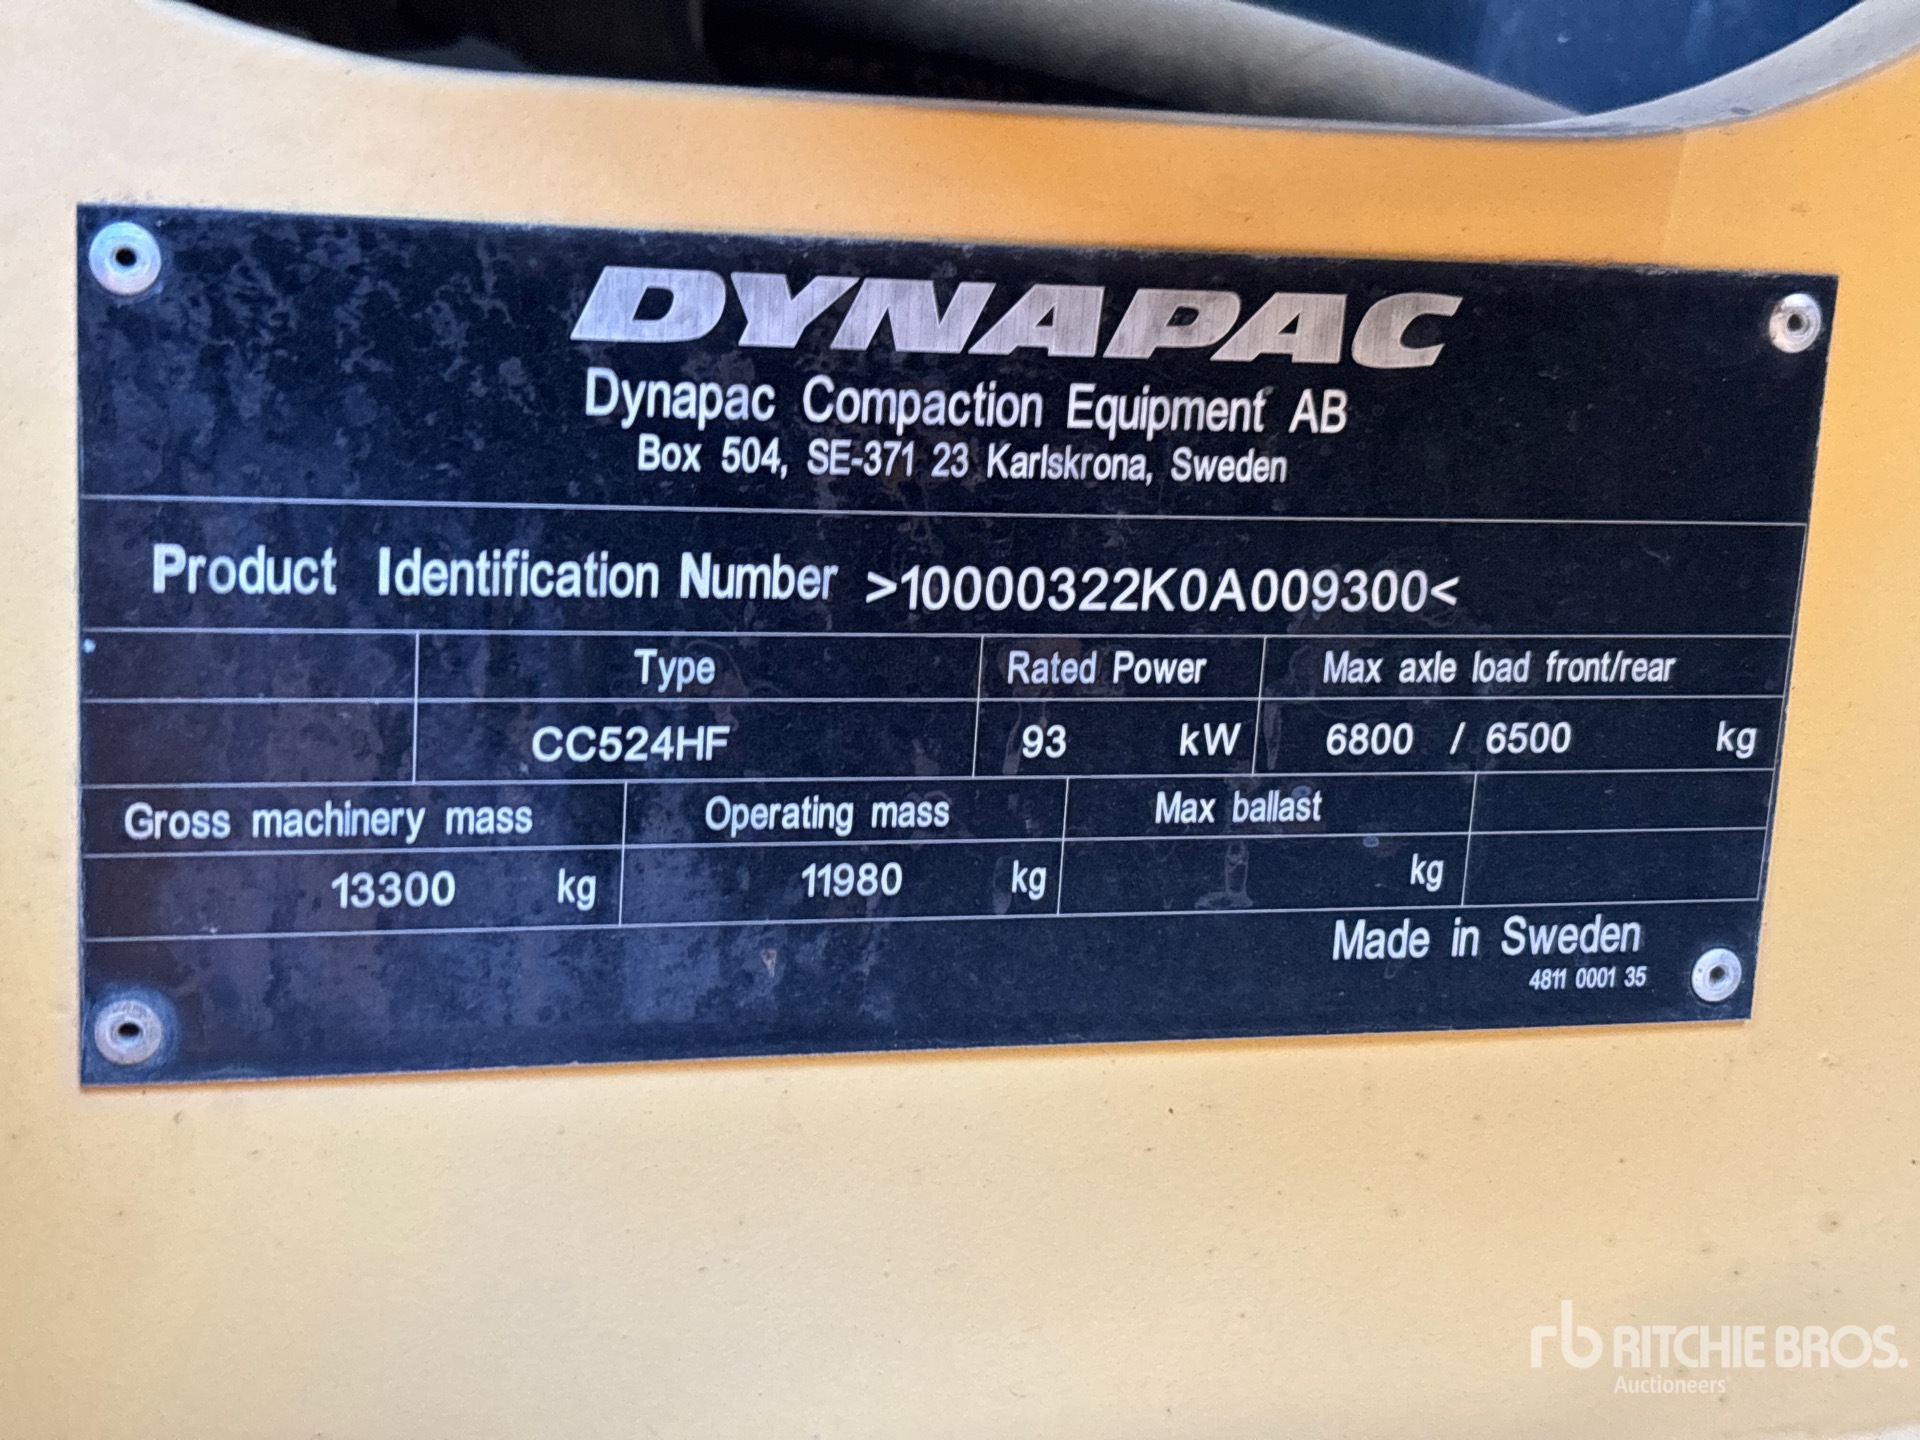 DYNAPAC
Dynapac Compaction Equipment AB
Box 504, SE-371 23 Karlskrona, Sweden
Product Identification Number >10000322K0A009300<
Type Rated Power Max axle load front/rear
CC524HF 93 kW 6800 / 6500 kg
Gross machinery mass Operating mass Max ballast
13300 kg 11980 kg kg
Made in Sweden
4811 0001 35
rb RITCHIE BROS.
Auctioneers